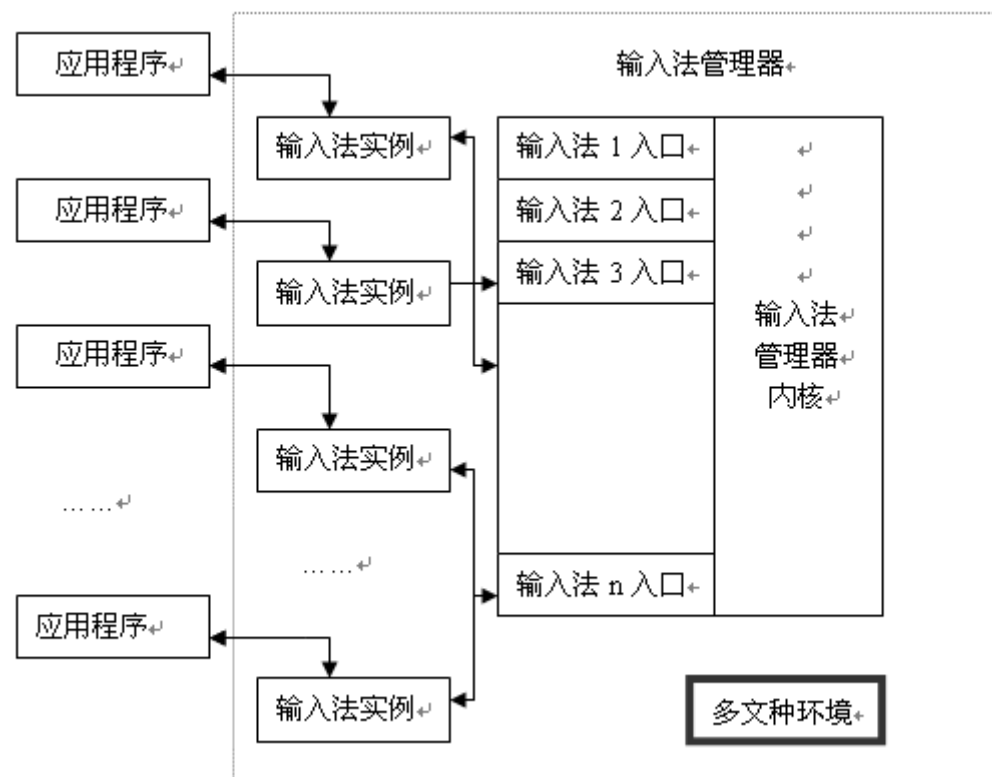 应用程序
输入法管理器
输入法实例
输入法 1 入口
应用程序
输入法 2 入口
输入法实例
输入法 3 入口
应用程序
输入法
管理器
内核
输入法实例
……
……
输入法 n 入口
应用程序
输入法实例
多文种环境